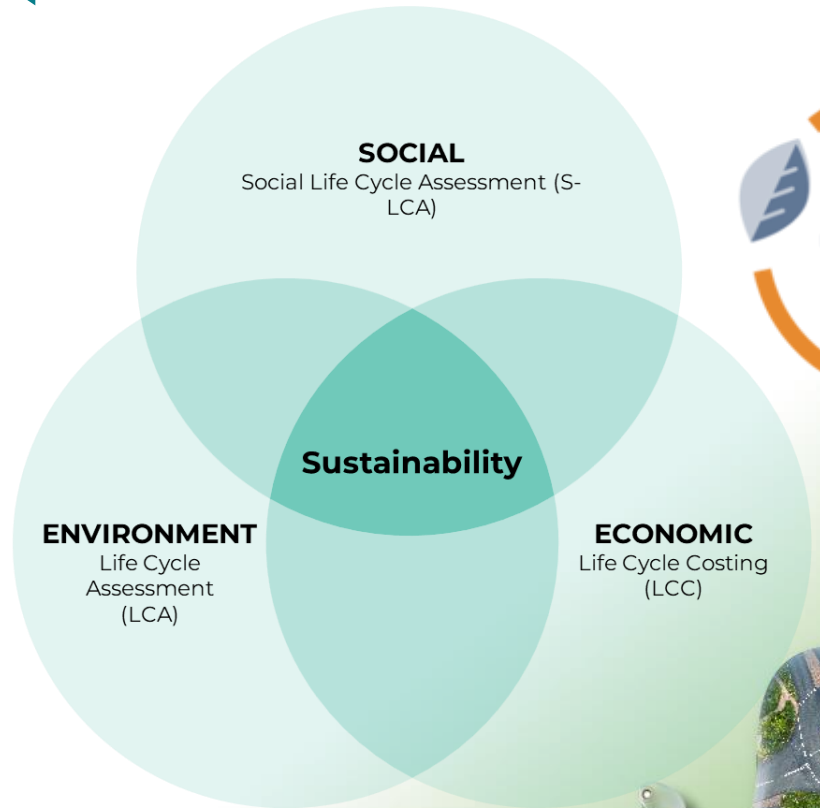 SOCIAL
Social Life Cycle Assessment (S-
LCA)
Sustainability
ENVIRONMENT
Life Cycle
Assessment
(LCA)
ECONOMIC
Life Cycle Costing
(LCC)